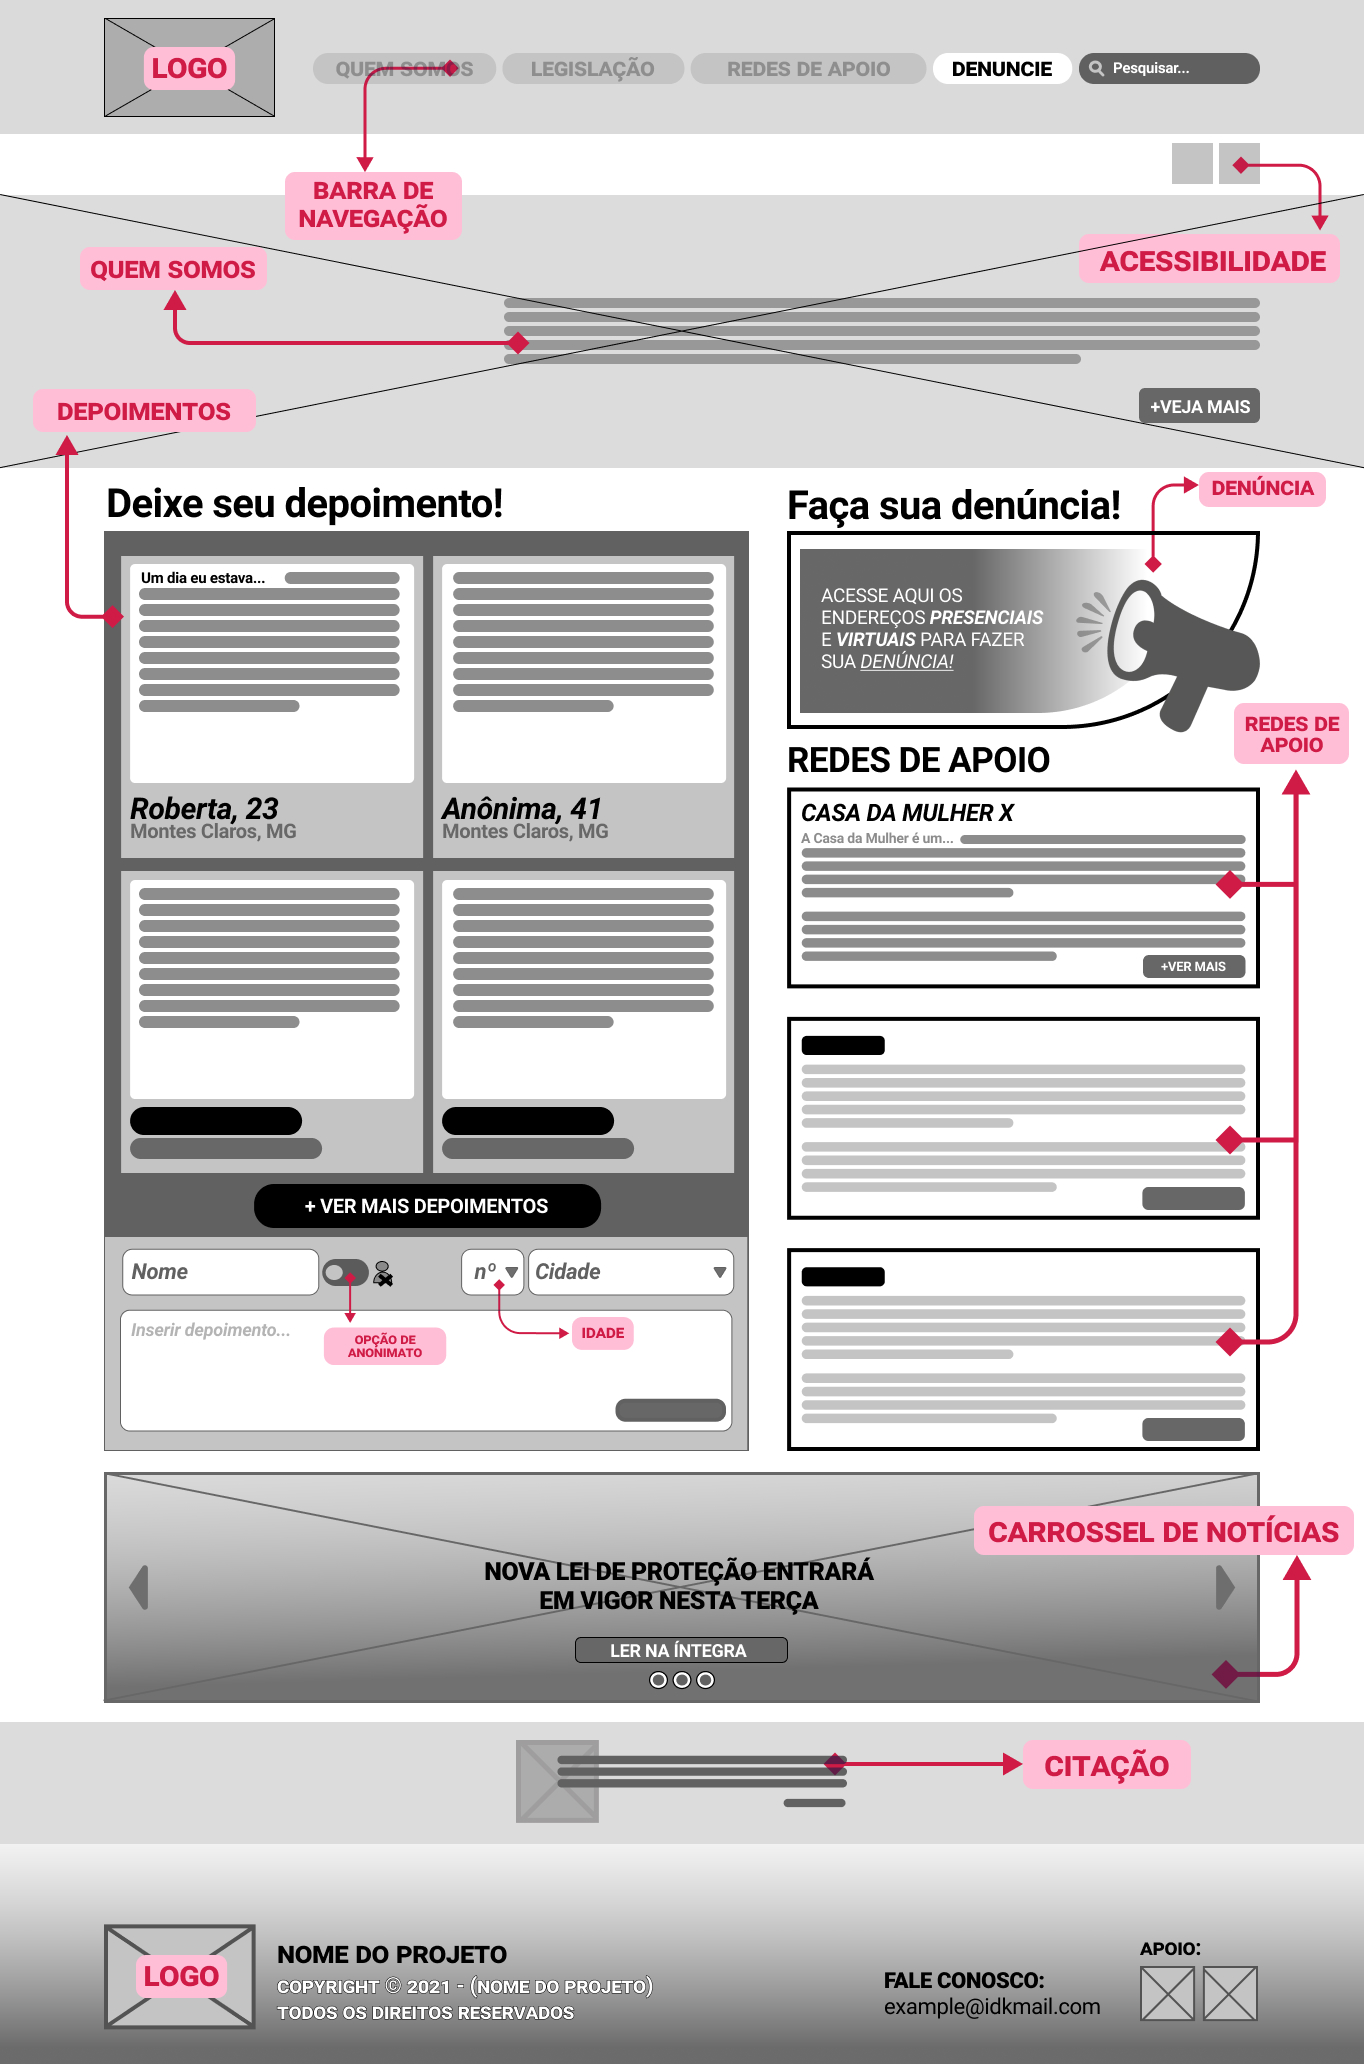 LOGO
QUEM SOMOS
LEGISLAÇÃO
REDES DE APOIO
DENUNCIE
Pesquisar...
BARRA DE
NAVEGAÇÃO
ACESSIBILIDADE
QUEM SOMOS
DEPOIMENTOS
+VEJA MAIS
Deixe seu depoimento!
Um dia eu estava...
Roberta, 23
Montes Claros, MG
Anônima, 41
Montes Claros, MG
+ VER MAIS DEPOIMENTOS
Nome
nº
Cidade
Inserir depoimento...
OPÇÃO DE
ANONIMATO
IDADE
Faça sua denúncia!
DENÚNCIA
ACESSE AQUI OS
ENDEREÇOS PRESENCIAIS
E VIRTUAIS PARA FAZER
SUA DENÚNCIA!
REDES DE
APOIO
REDES DE APOIO
CASA DA MULHER X
A Casa da Mulher é um...
+VER MAIS
CARROSSEL DE NOTÍCIAS
NOVA LEI DE PROTEÇÃO ENTRARÁ
EM VIGOR NESTA TERÇA
LER NA ÍNTEGRA
CITAÇÃO
LOGO
NOME DO PROJETO
COPYRIGHT © 2021 - (NOME DO PROJETO)
TODOS OS DIREITOS RESERVADOS
FALE CONOSCO:
example@idkmail.com
APOIO: